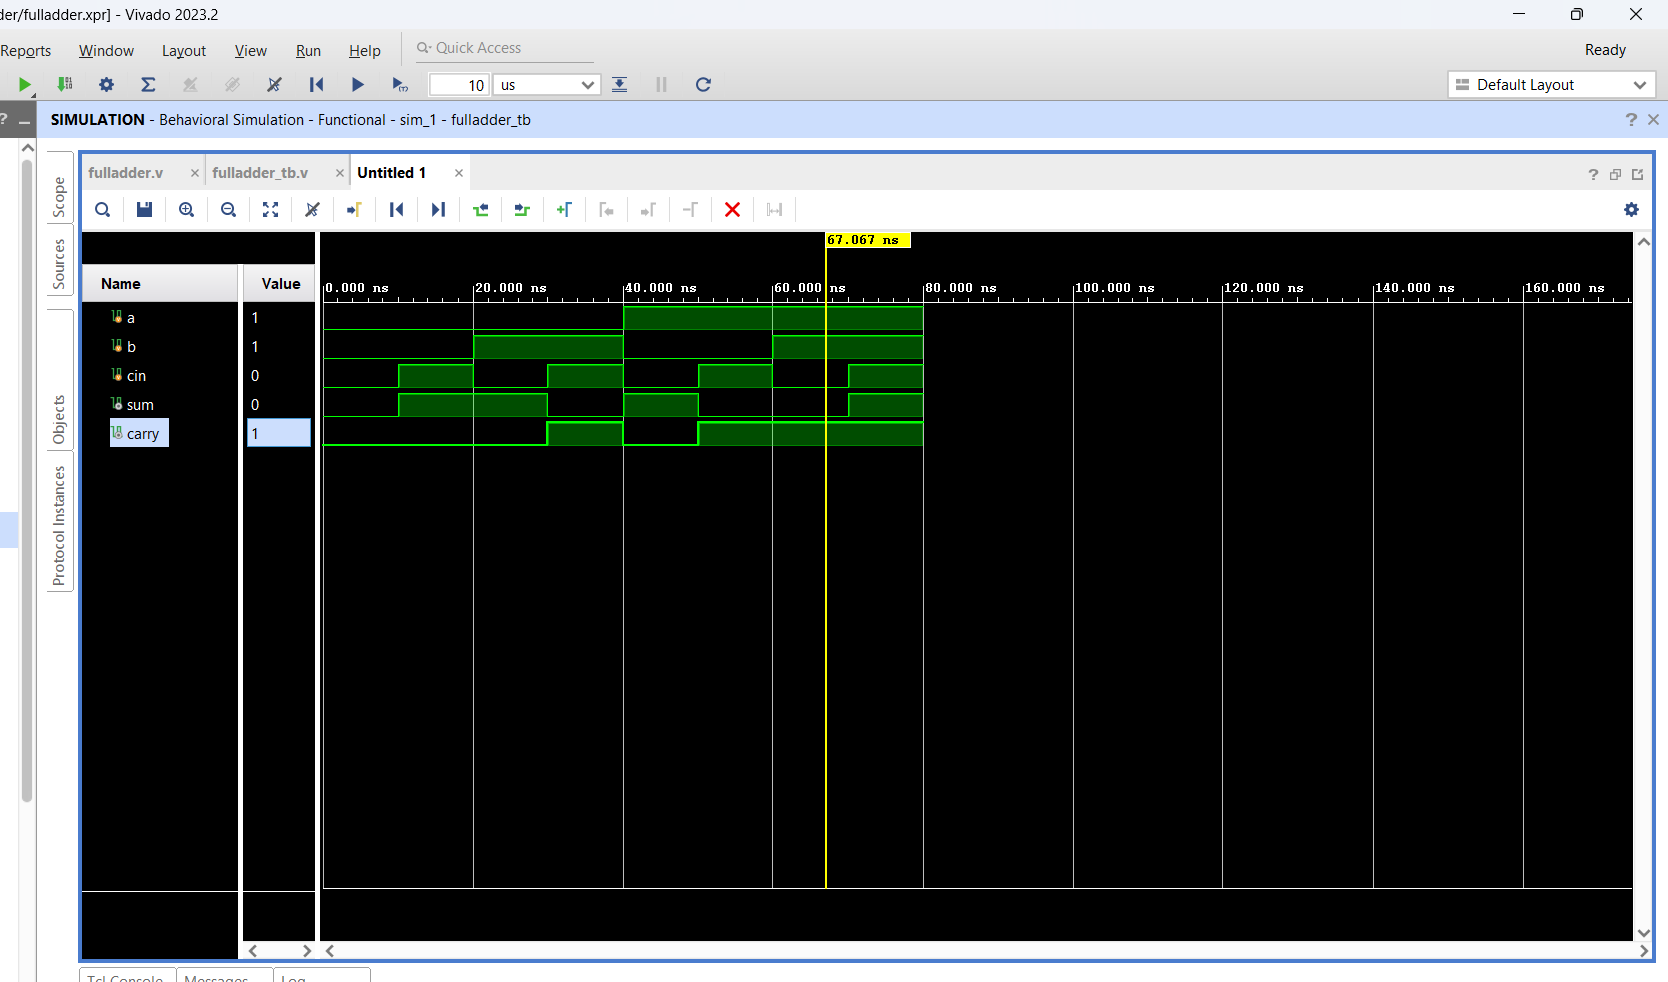 der/fulladder.xpr] - Vivado 2023.2
Reports Window Layout View Run Help Quick Access Ready
10 us Default Layout
SIMULATION - Behavioral Simulation - Functional - sim_1 - fulladder_tb
fulladder.v fulladder_tb.v Untitled 1
67.067 ns
Name Value
0.000 ns 20.000 ns 40.000 ns 60.000 ns 80.000 ns 100.000 ns 120.000 ns 140.000 ns 160.000 ns
a 1
b 1
cin 0
sum 0
carry 1
Scope
Sources
Objects
Protocol Instances
Tcl Console Messages Log